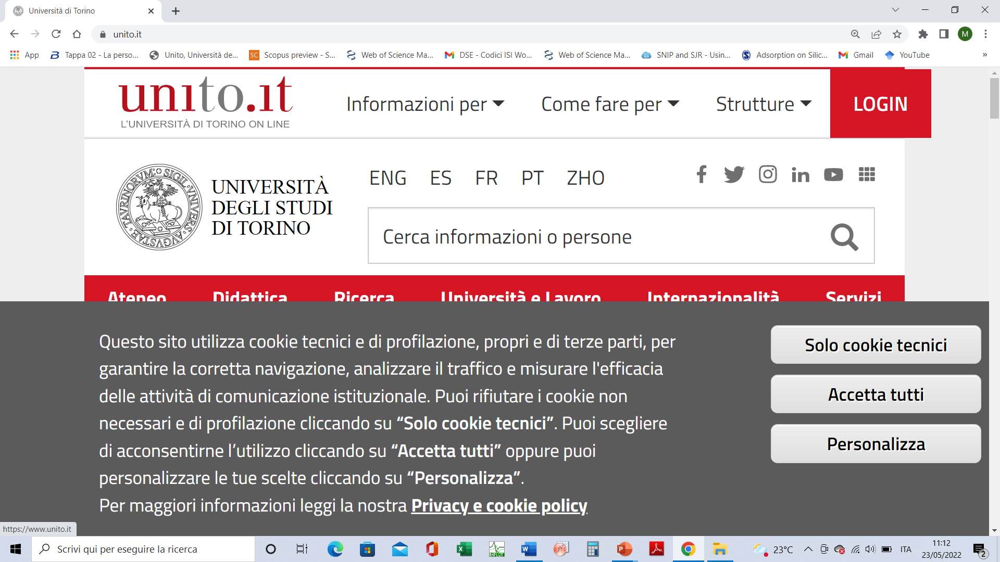 Università di Torino
unito.it
M
App
Tappa 02 - La perso...
Unito, Università de...
SC
Scopus preview - S...
Web of Science Ma...
DSE - Codici ISI Wo...
Web of Science Ma...
SNIP and SJR - Usin...
Adsorption on Silic...
Gmail
YouTube
»
unito.it
L'UNIVERSITÀ DI TORINO ON LINE
Informazioni per
Come fare per
Strutture
LOGIN
UNIVERSITÀ
DEGLI STUDI
DI TORINO
ENG ES FR PT ZHO
Cerca informazioni o persone
Ateneo Didattica Ricerca Università e Lavoro Internazionalità Servizi
Questo sito utilizza cookie tecnici e di profilazione, propri e di terze parti, per
garantire la corretta navigazione, analizzare il traffico e misurare l'efficacia
delle attività di comunicazione istituzionale. Puoi rifiutare i cookie non
necessari e di profilazione cliccando su “Solo cookie tecnici”. Puoi scegliere
di acconsentirne l’utilizzo cliccando su “Accetta tutti” oppure puoi
personalizzare le tue scelte cliccando su “Personalizza”.
Per maggiori informazioni leggi la nostra Privacy e cookie policy
Solo cookie tecnici
Accetta tutti
Personalizza
https://www.unito.it
Scrivi qui per eseguire la ricerca
23°C
ITA
11:12
23/05/2022
2